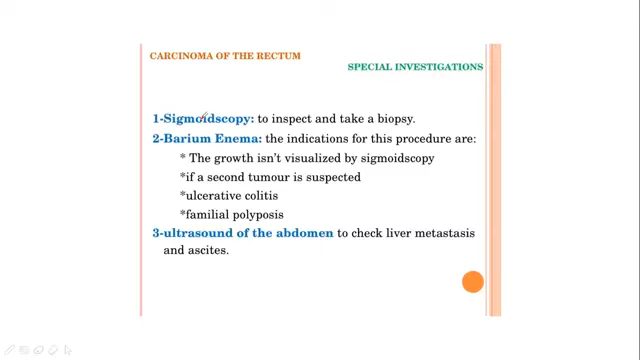 CARCINOMA OF THE RECTUM
SPECIAL INVESTIGATIONS
1-Sigmoidscopy: to inspect and take a biopsy.
2-Barium Enema: the indications for this procedure are:
* The growth isn't visualized by sigmoidscopy
*if a second tumour is suspected
*ulcerative colitis
*familial polyposis
3-ultrasound of the abdomen to check liver metastasis
and ascites.